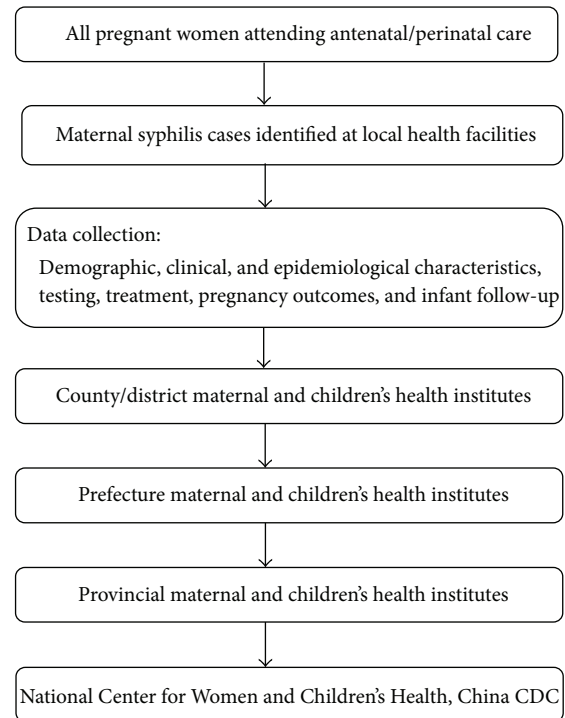 All pregnant women attending antenatal/perinatal care
Maternal syphilis cases identified at local health facilities
Data collection:
Demographic, clinical, and epidemiological characteristics,
testing, treatment, pregnancy outcomes, and infant follow-up
County/district maternal and children's health institutes
Prefecture maternal and children's health institutes
Provincial maternal and children's health institutes
National Center for Women and Children's Health, China CDC